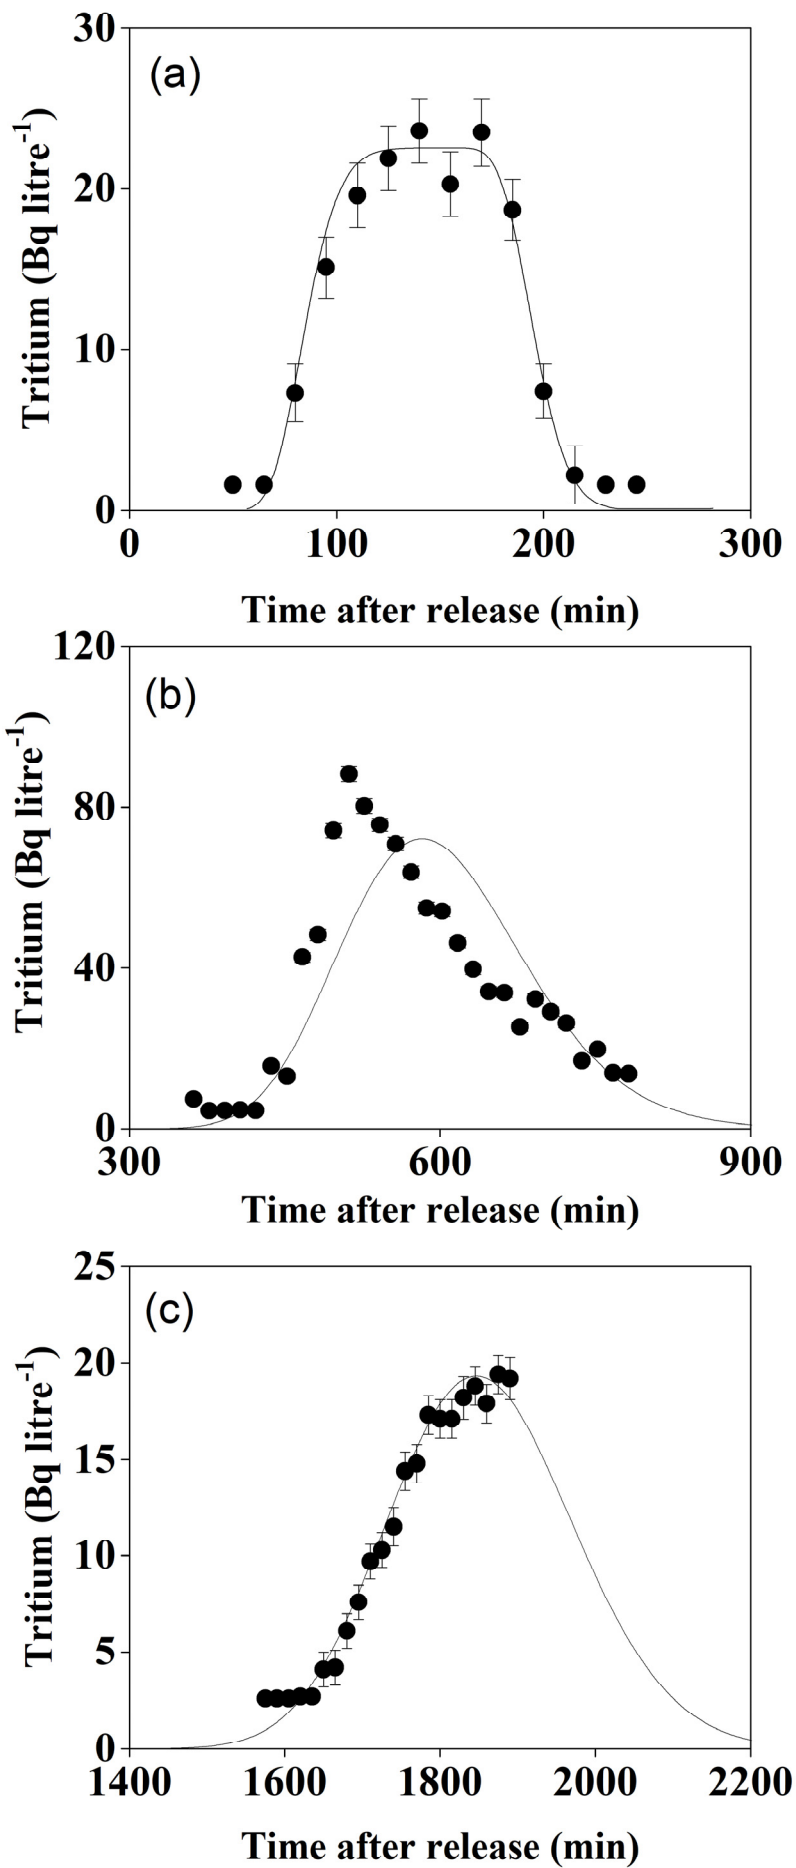 30
(a)
20
10
0
Tritium (Bq litre⁻¹)
0 100 200 300
Time after release (min)
120
(b)
80
40
0
Tritium (Bq litre⁻¹)
300 600 900
Time after release (min)
25
(c)
20
15
10
5
0
Tritium (Bq litre⁻¹)
1400 1600 1800 2000 2200
Time after release (min)